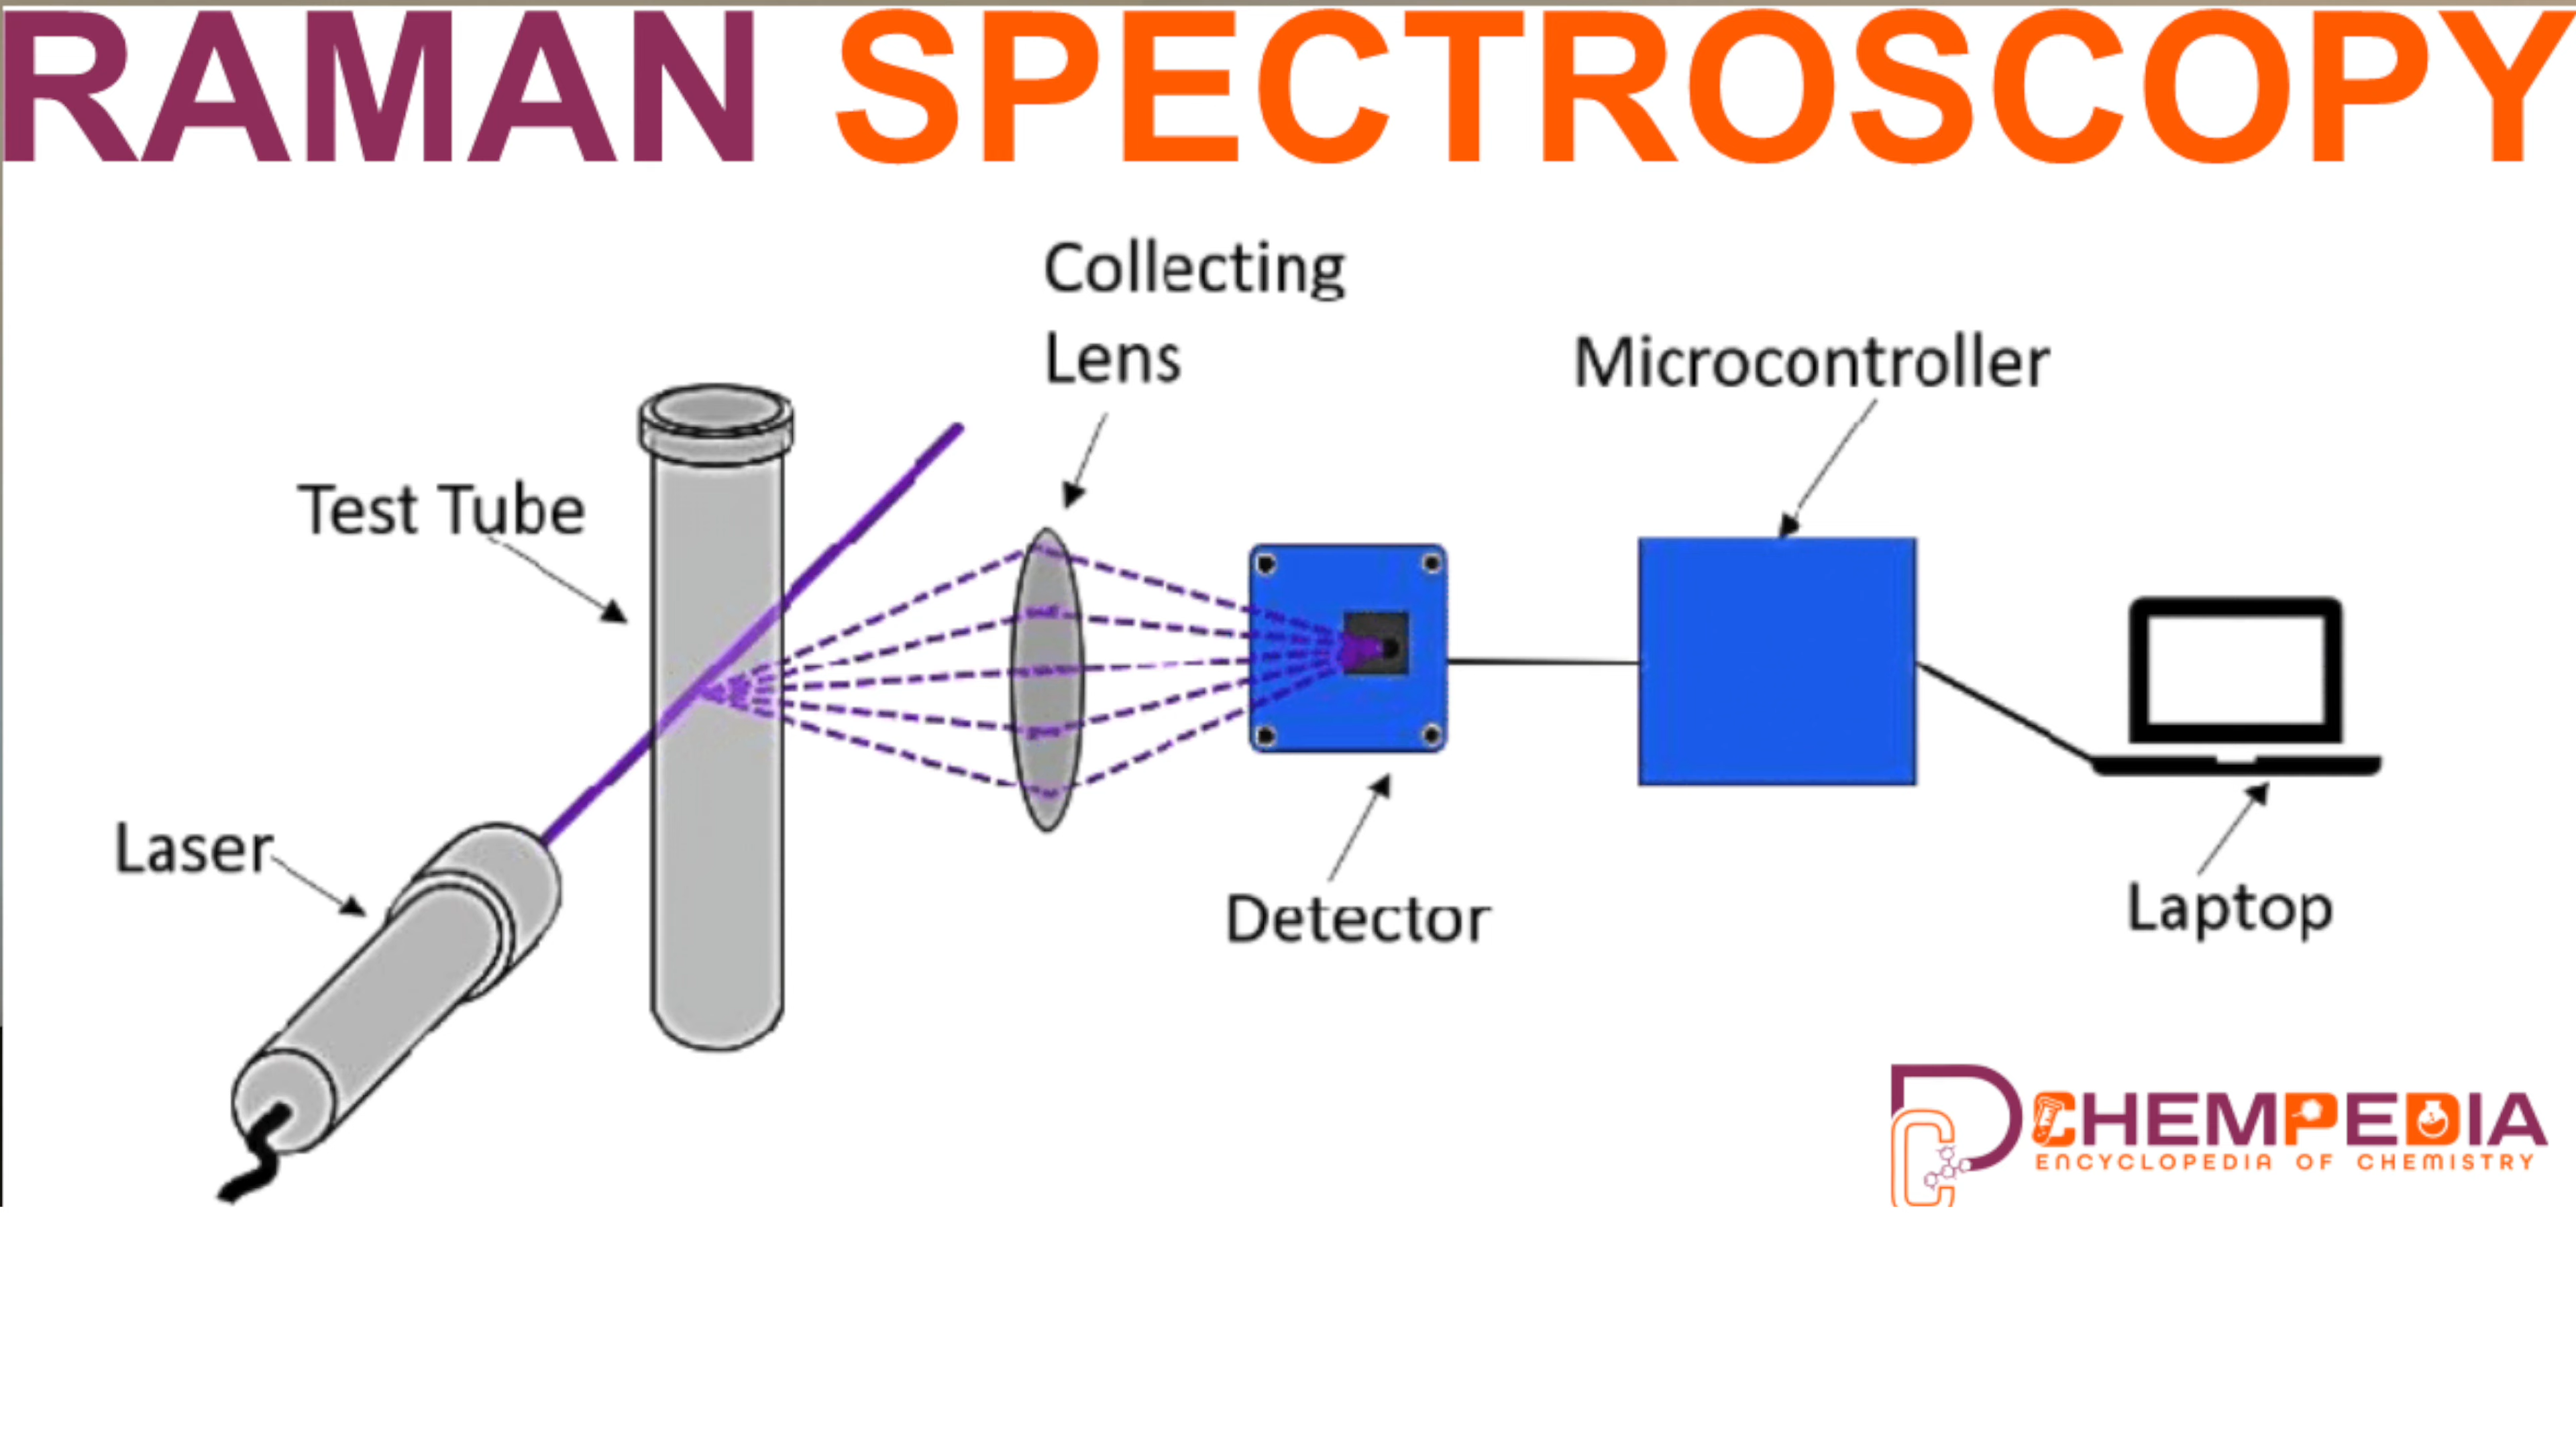 RAMAN SPECTROSCOPY
Collecting
Lens
Microcontroller
Test Tube
Laser
Detector
Laptop
CHEMPEDIA
ENCYCLOPEDIA OF CHEMISTRY